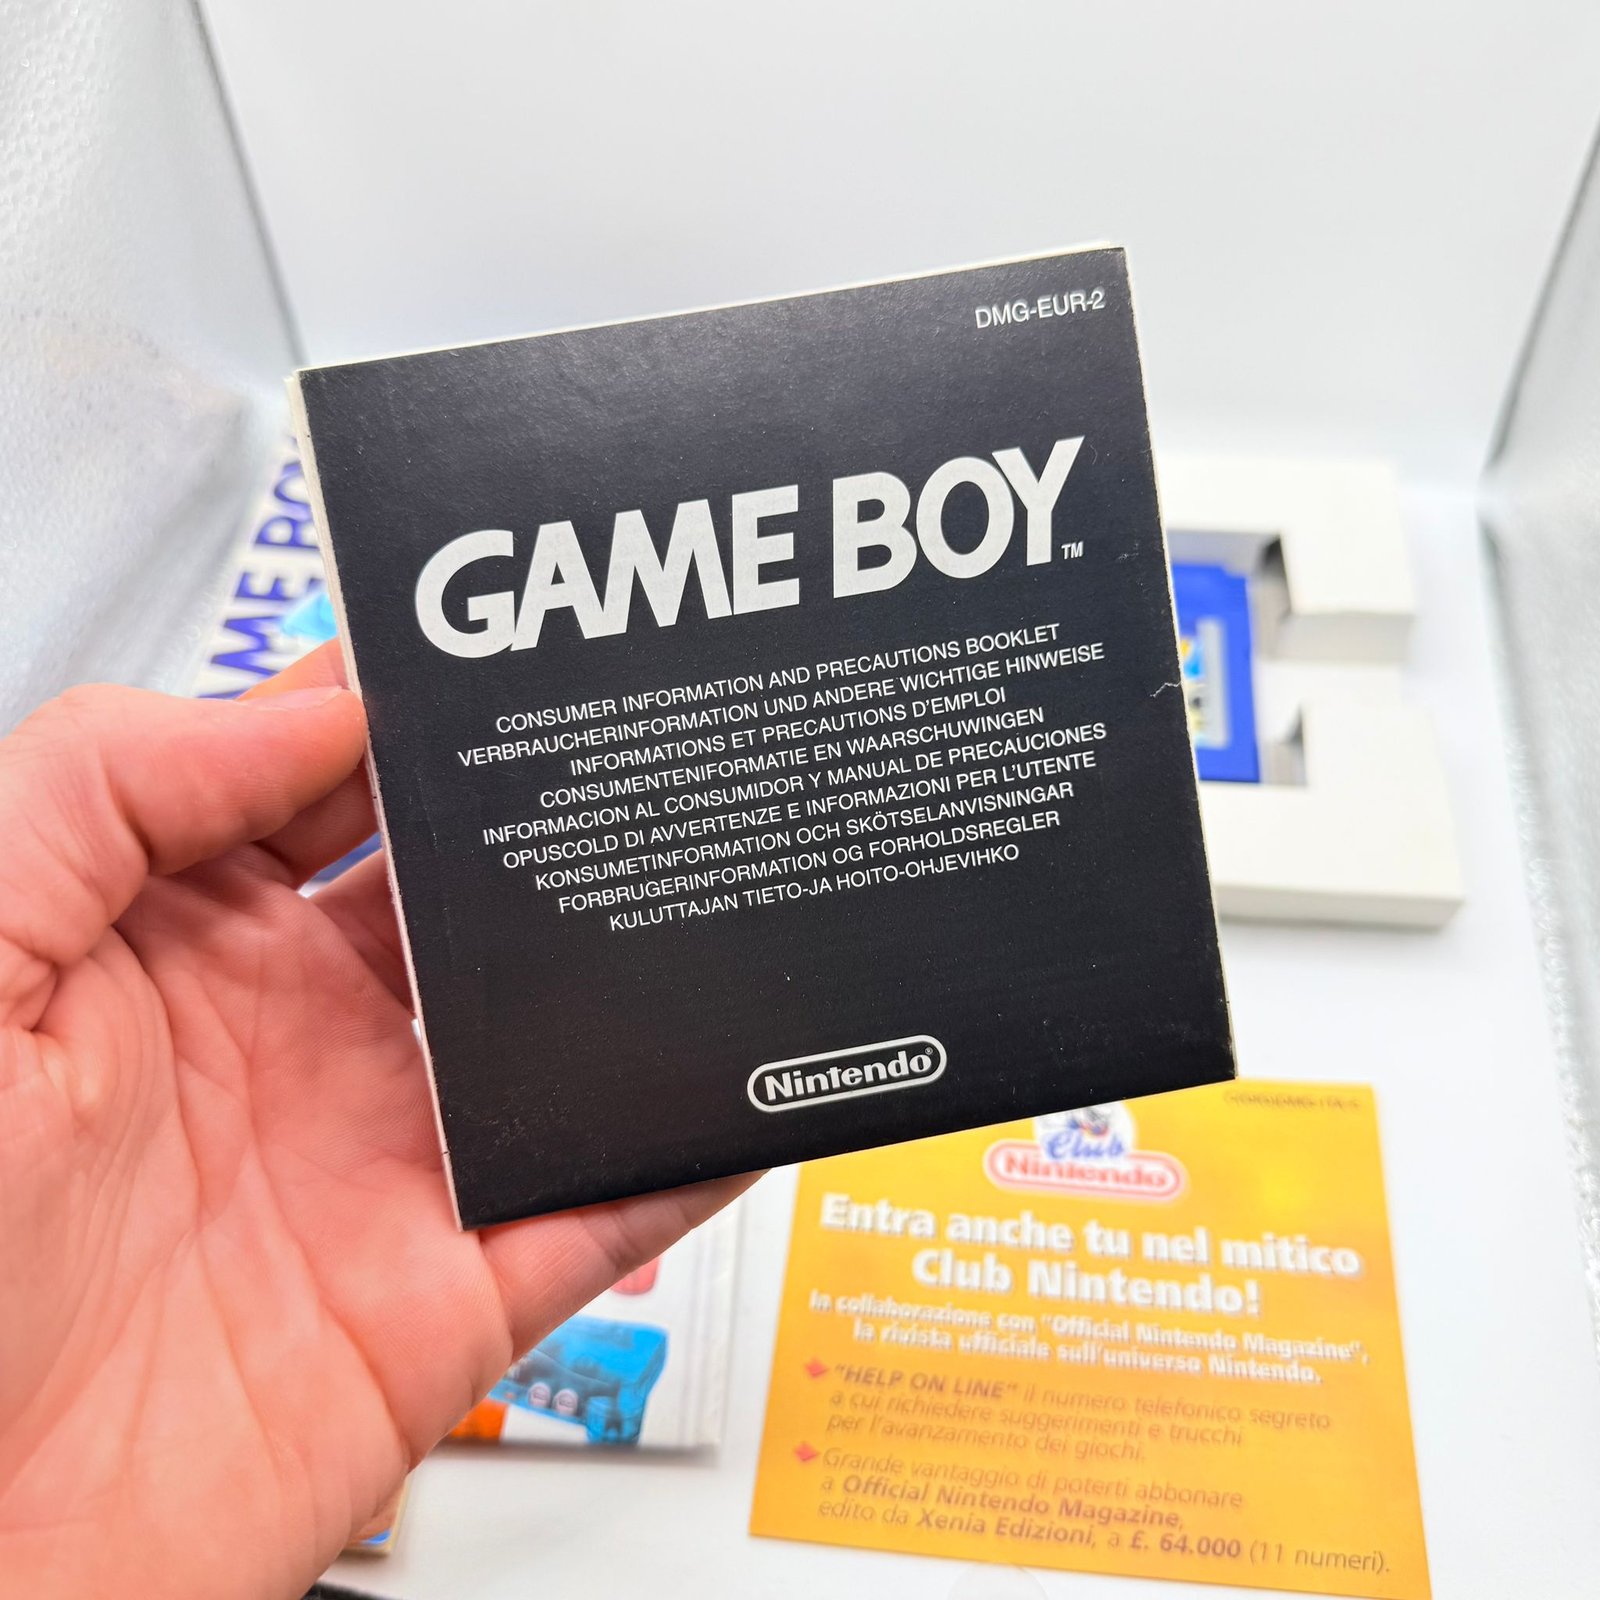 DMG-EUR-2
GAME BOY™
CONSUMER INFORMATION AND PRECAUTIONS BOOKLET
VERBRAUCHERINFORMATION UND ANDERE WICHTIGE HINWEISE
INFORMATIONS ET PRECAUTIONS D'EMPLOI
CONSUMENTENIFORMATIE EN WAARSCHUWINGEN
INFORMACION AL CONSUMIDOR Y MANUAL DE PRECAUCIONES
OPUSCOLD DI AVVERTENZE E INFORMAZIONI PER L'UTENTE
KONSUMETINFORMATION OCH SKÖTSELANVISNINGAR
FORBRUGERINFORMATION OG FORHOLDSREGLER
KULUTTAJAN TIETO-JA HOITO-OHJEVIHKO
Nintendo®
Club
Nintendo
Entra anche tu nel mitico
Club Nintendo!
In collaborazione con "Official Nintendo Magazine",
la rivista ufficiale sull'universo Nintendo.
"HELP ON LINE" il numero telefonico segreto
a cui richiedere suggerimenti e trucchi
per l'avanzamento dei giochi.
Grande vantaggio di poterti abbonare
a Official Nintendo Magazine,
edito da Xenia Edizioni, a £. 64.000 (11 numeri).